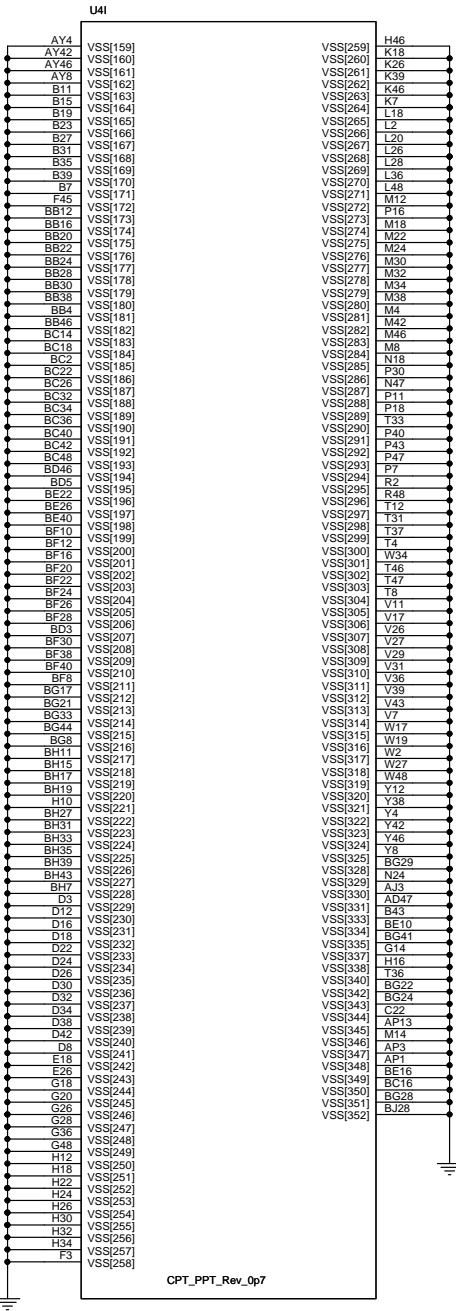 U4I
AY4 VSS[159]
AY42 VSS[160]
AY46 VSS[161]
AY8 VSS[162]
B11 VSS[163]
B15 VSS[164]
B19 VSS[165]
B23 VSS[166]
B27 VSS[167]
B31 VSS[168]
B35 VSS[169]
B39 VSS[170]
B7 VSS[171]
F45 VSS[172]
BB12 VSS[173]
BB16 VSS[174]
BB20 VSS[175]
BB22 VSS[176]
BB24 VSS[177]
BB28 VSS[178]
BB30 VSS[179]
BB38 VSS[180]
BB4 VSS[181]
BB46 VSS[182]
BC14 VSS[183]
BC18 VSS[184]
BC2 VSS[185]
BC22 VSS[186]
BC26 VSS[187]
BC32 VSS[188]
BC34 VSS[189]
BC36 VSS[190]
BC40 VSS[191]
BC42 VSS[192]
BC48 VSS[193]
BD46 VSS[194]
BD5 VSS[195]
BE22 VSS[196]
BE26 VSS[197]
BE40 VSS[198]
BF10 VSS[199]
BF12 VSS[200]
BF16 VSS[201]
BF20 VSS[202]
BF22 VSS[203]
BF24 VSS[204]
BF26 VSS[205]
BF28 VSS[206]
BD3 VSS[207]
BF30 VSS[208]
BF38 VSS[209]
BF40 VSS[210]
BF8 VSS[211]
BG17 VSS[212]
BG21 VSS[213]
BG33 VSS[214]
BG44 VSS[215]
BG8 VSS[216]
BH11 VSS[217]
BH15 VSS[218]
BH17 VSS[219]
BH19 VSS[220]
H10 VSS[221]
BH27 VSS[222]
BH31 VSS[223]
BH33 VSS[224]
BH35 VSS[225]
BH39 VSS[226]
BH43 VSS[227]
BH7 VSS[228]
D3 VSS[229]
D12 VSS[230]
D16 VSS[231]
D18 VSS[232]
D22 VSS[233]
D24 VSS[234]
D26 VSS[235]
D30 VSS[236]
D32 VSS[237]
D34 VSS[238]
D38 VSS[239]
D42 VSS[240]
D8 VSS[241]
E18 VSS[242]
E26 VSS[243]
G18 VSS[244]
G20 VSS[245]
G26 VSS[246]
G28 VSS[247]
G36 VSS[248]
G48 VSS[249]
H12 VSS[250]
H18 VSS[251]
H22 VSS[252]
H24 VSS[253]
H26 VSS[254]
H30 VSS[255]
H32 VSS[256]
H34 VSS[257]
F3 VSS[258]
VSS[259] H46
VSS[260] K18
VSS[261] K26
VSS[262] K39
VSS[263] K46
VSS[264] K7
VSS[265] L18
VSS[266] L2
VSS[267] L20
VSS[268] L26
VSS[269] L28
VSS[270] L36
VSS[271] L48
VSS[272] M12
VSS[273] P16
VSS[274] M18
VSS[275] M22
VSS[276] M24
VSS[277] M30
VSS[278] M32
VSS[279] M34
VSS[280] M38
VSS[281] M4
VSS[282] M42
VSS[283] M46
VSS[284] M8
VSS[285] N18
VSS[286] P30
VSS[287] N47
VSS[288] P11
VSS[289] P18
VSS[290] T33
VSS[291] P40
VSS[292] P43
VSS[293] P47
VSS[294] P7
VSS[295] R2
VSS[296] R48
VSS[297] T12
VSS[298] T31
VSS[299] T37
VSS[300] T4
VSS[301] W34
VSS[302] T46
VSS[303] T47
VSS[304] T8
VSS[305] V11
VSS[306] V17
VSS[307] V26
VSS[308] V27
VSS[309] V29
VSS[310] V31
VSS[311] V36
VSS[312] V39
VSS[313] V43
VSS[314] V7
VSS[315] W17
VSS[316] W19
VSS[317] W2
VSS[318] W27
VSS[319] W48
VSS[320] Y12
VSS[321] Y38
VSS[322] Y4
VSS[323] Y42
VSS[324] Y46
VSS[325] Y8
VSS[328] BG29
VSS[329] N24
VSS[330] AJ3
VSS[331] AD47
VSS[333] B43
VSS[334] BE10
VSS[335] BG41
VSS[337] G14
VSS[338] H16
VSS[340] T36
VSS[342] BG22
VSS[343] BG24
VSS[344] C22
VSS[345] AP13
VSS[346] M14
VSS[347] AP3
VSS[348] AP1
VSS[349] BE16
VSS[350] BC16
VSS[351] BG28
VSS[352] BJ28
CPT_PPT_Rev_0p7